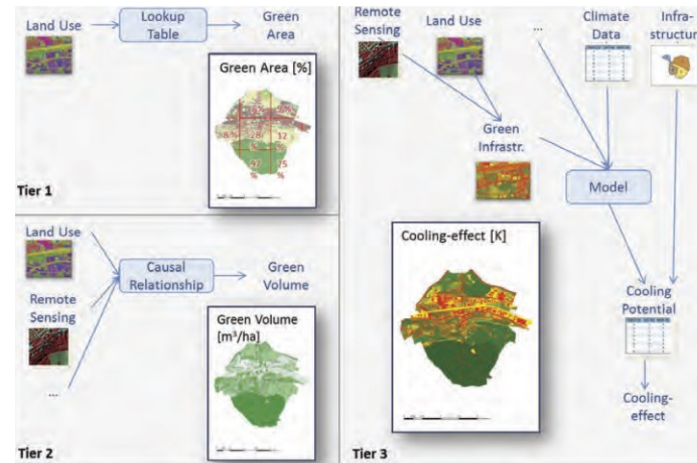 Land Use
Lookup
Table
Green
Area
Green Area [%]
12
%
%
%
75
%
Tier 1
Land Use
Remote
Sensing
...
Causal
Relationship
Green
Volume
Green Volume
[m³/ha]
Tier 2
Remote
Sensing
Land Use
...
Climate
Data
Infra-
structur
Green
Infrastr.
Model
Cooling-effect [K]
Cooling
Potential
Cooling-
effect
Tier 3